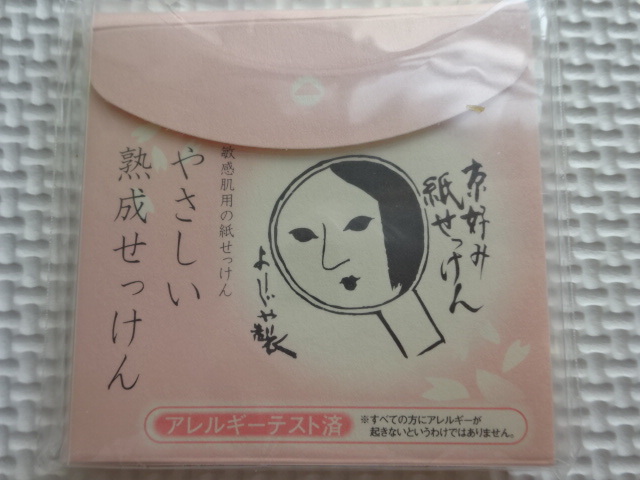 京好み
紙せっけん
よーじや製
敏感肌用の紙せっけん
やさしい
熟成せっけん
アレルギーテスト済
※すべての方にアレルギーが
起きないというわけではありません。